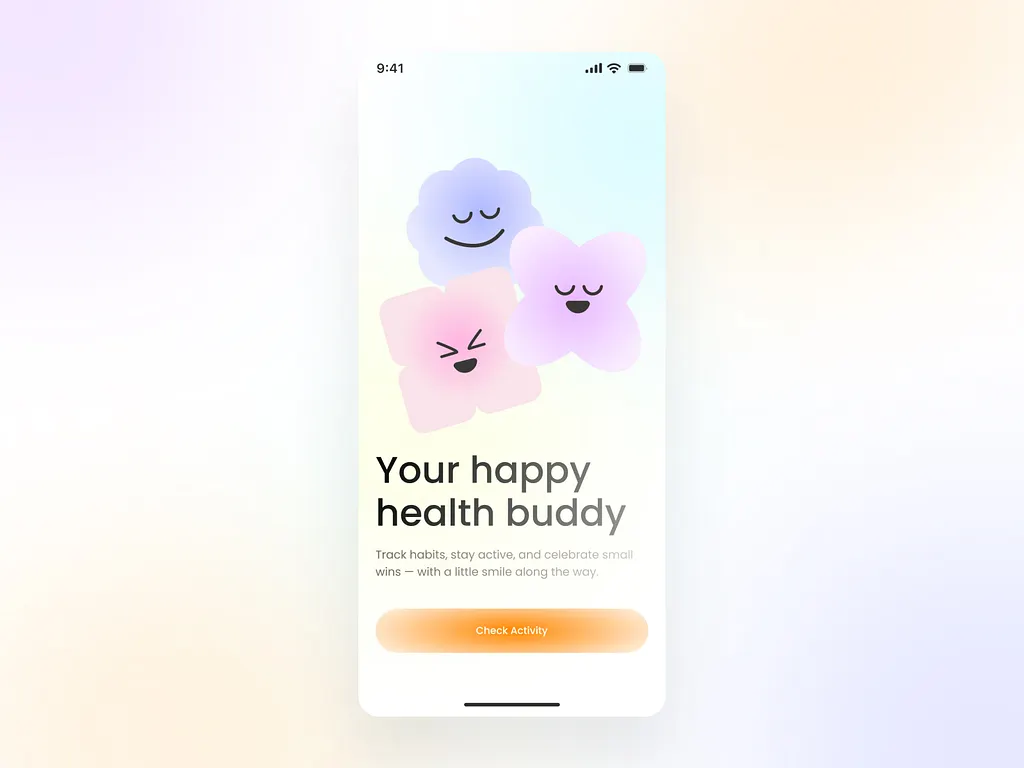 9:41
Your happy
health buddy
Track habits, stay active, and celebrate small
wins — with a little smile along the way.
Check Activity